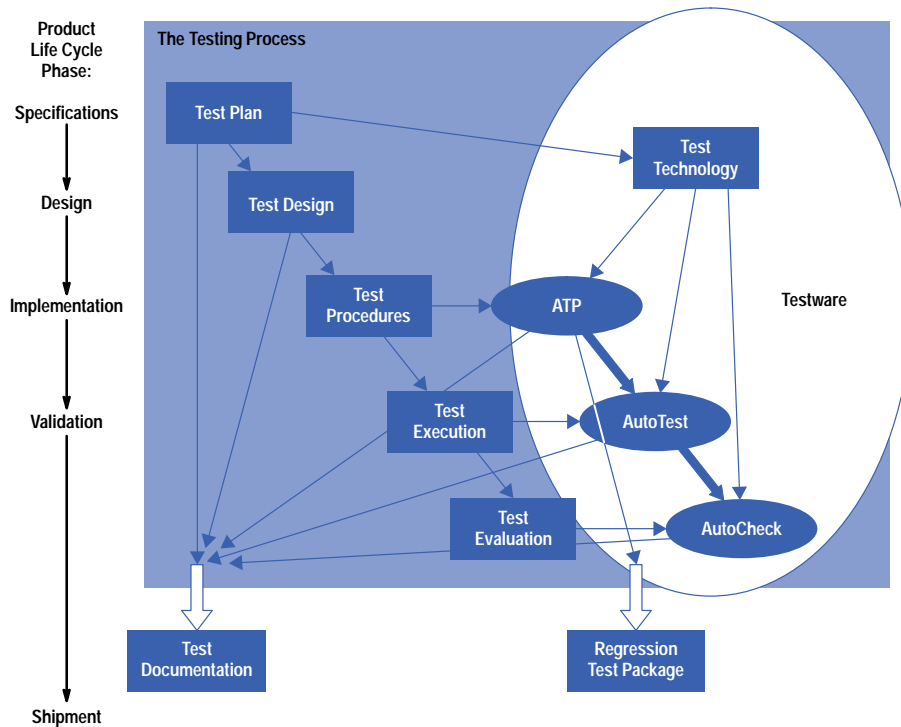 Product
Life Cycle
Phase:
The Testing Process
Specifications
Test Plan
Test
Technology
Design
Test Design
Implementation
Test
Procedures
ATP
Testware
Validation
Test
Execution
AutoTest
Test
Evaluation
AutoCheck
Test
Documentation
Regression
Test Package
Shipment